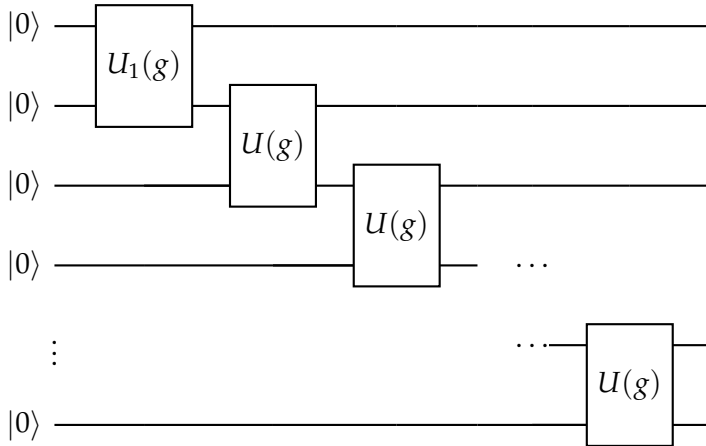 |0⟩ U₁(g)
|0⟩ U(g)
|0⟩ U(g)
|0⟩ ⋯
⋮ ⋯ U(g)
|0⟩